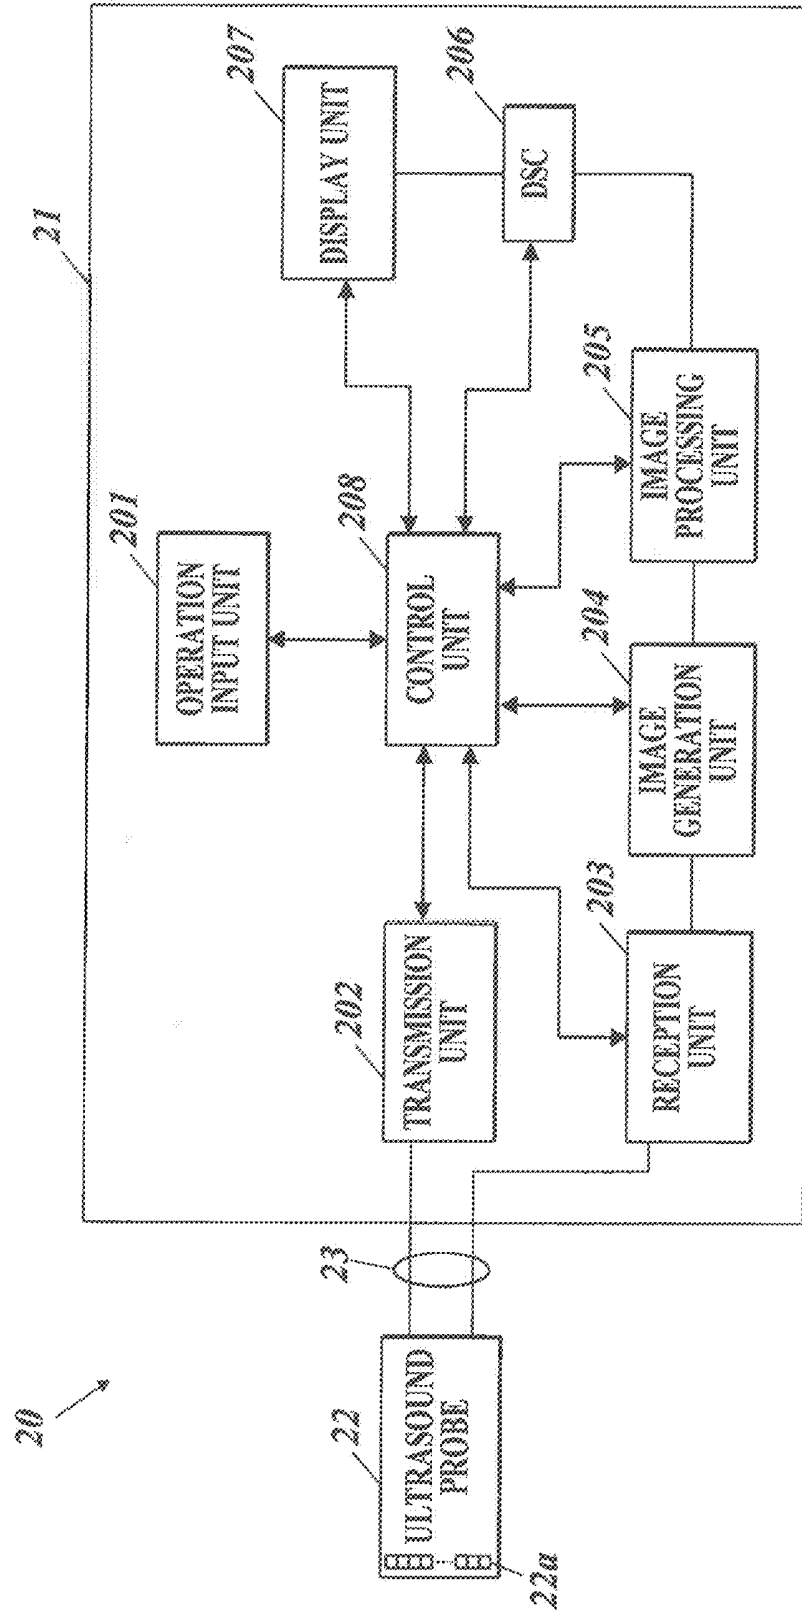 20
21
207
DISPLAY UNIT
201
OPERATION
INPUT UNIT
206
DSC
208
CONTROL
UNIT
202
TRANSMISSION
UNIT
23
22
ULTRASOUND
PROBE
22a
203
RECEPTION
UNIT
204
IMAGE
GENERATION
UNIT
205
IMAGE
PROCESSING
UNIT